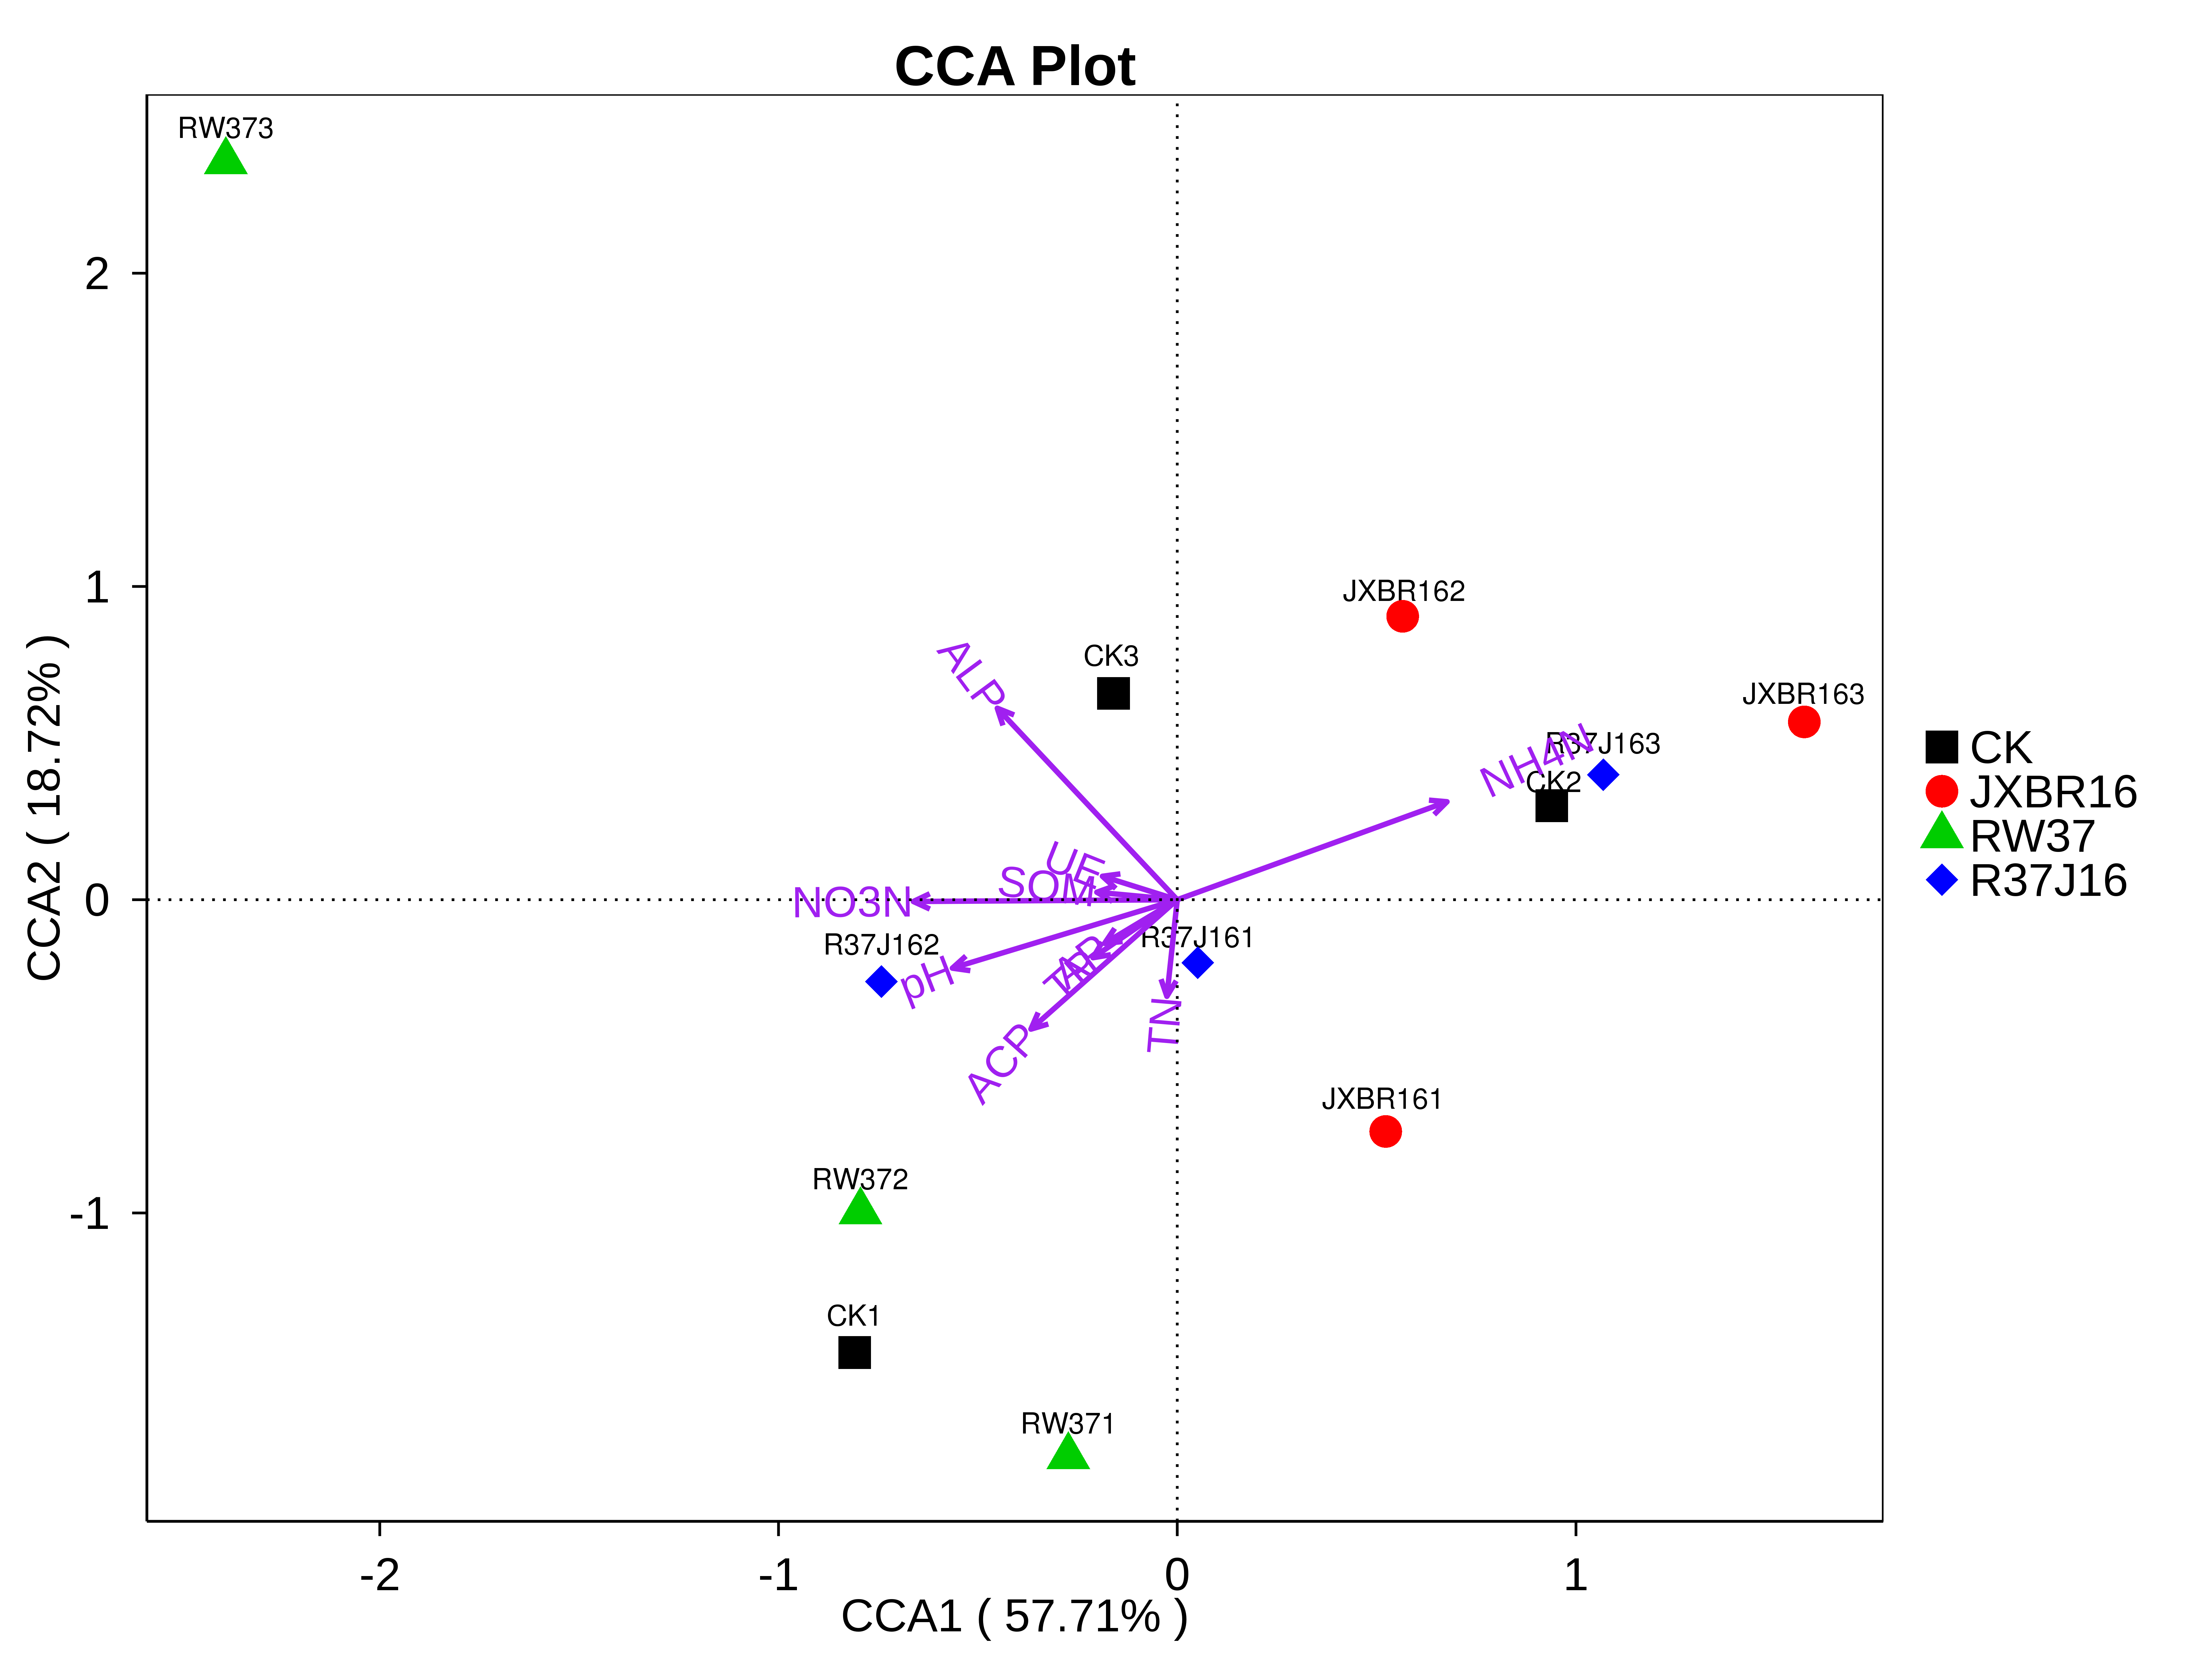 CCA Plot
RW373
2
JXBR162
1
CK3
ALP
JXBR163
NH4N
R37J163
CK2
CK
JXBR16
RW37
R37J16
SOM
NO3N
0
R37J162
R37J161
pH
TN
ACP
JXBR161
RW372
-1
CK1
RW371
-2
-1
0
1
CCA1 ( 57.71% )
CCA2 ( 18.72% )